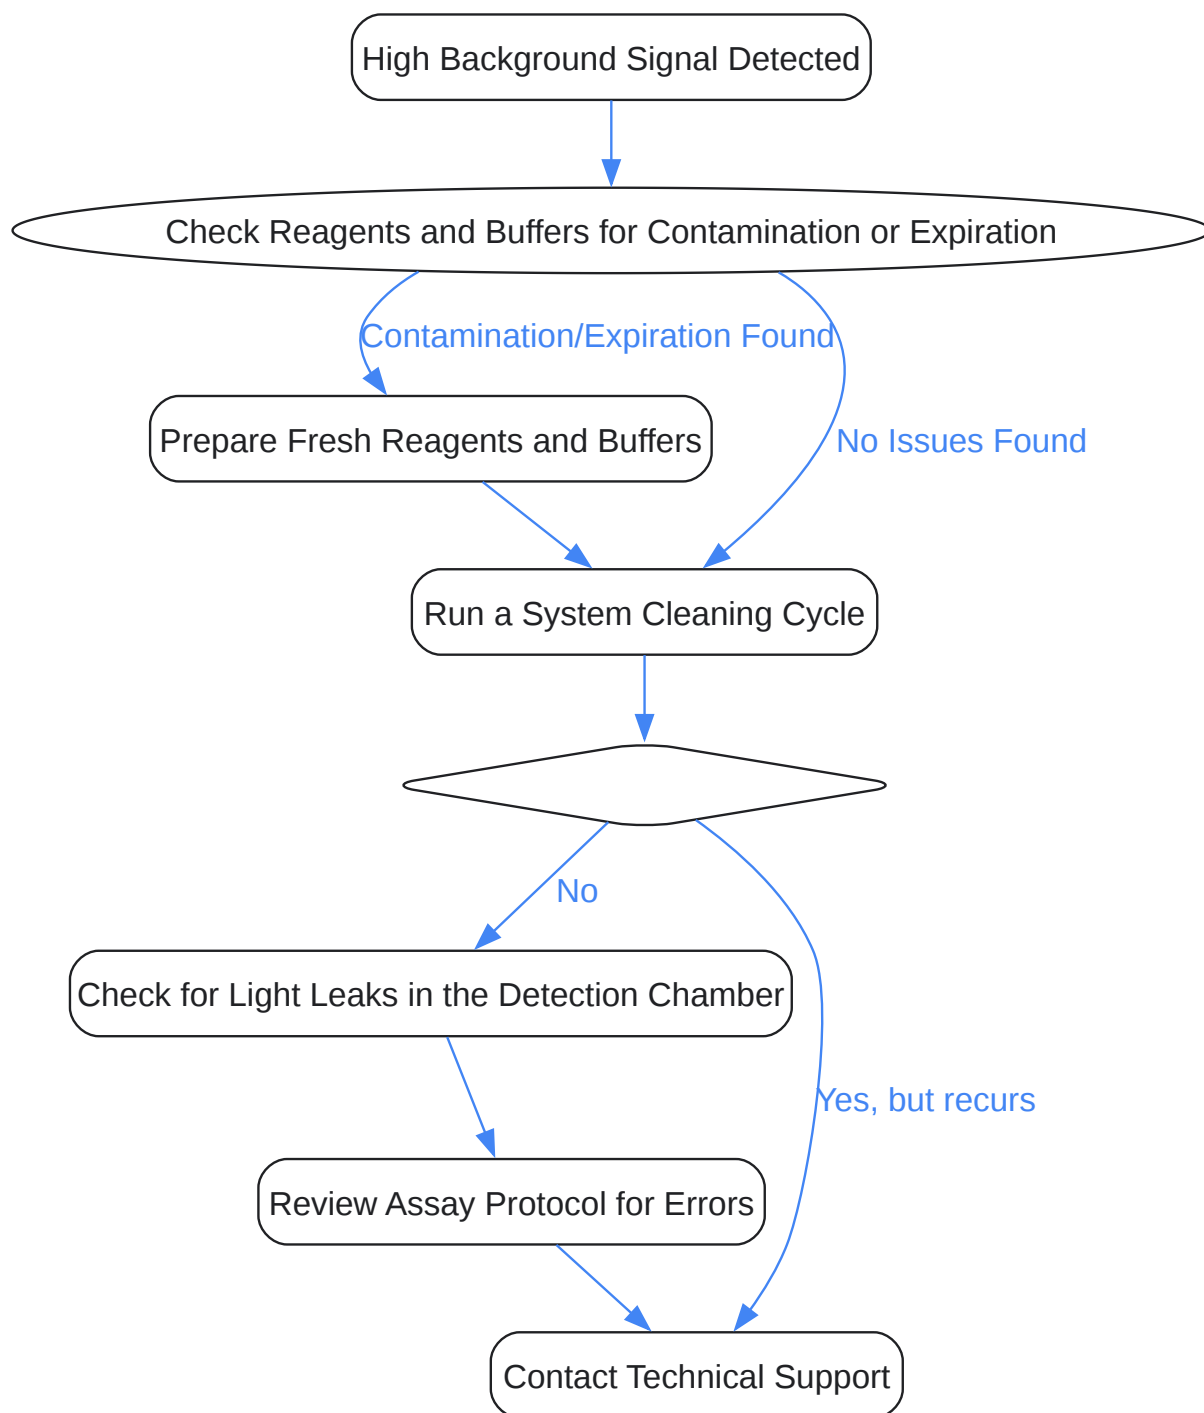 High Background Signal Detected
Check Reagents and Buffers for Contamination or Expiration
Contamination/Expiration Found
Prepare Fresh Reagents and Buffers
No Issues Found
Run a System Cleaning Cycle
No
Check for Light Leaks in the Detection Chamber
Yes, but recurs
Review Assay Protocol for Errors
Contact Technical Support